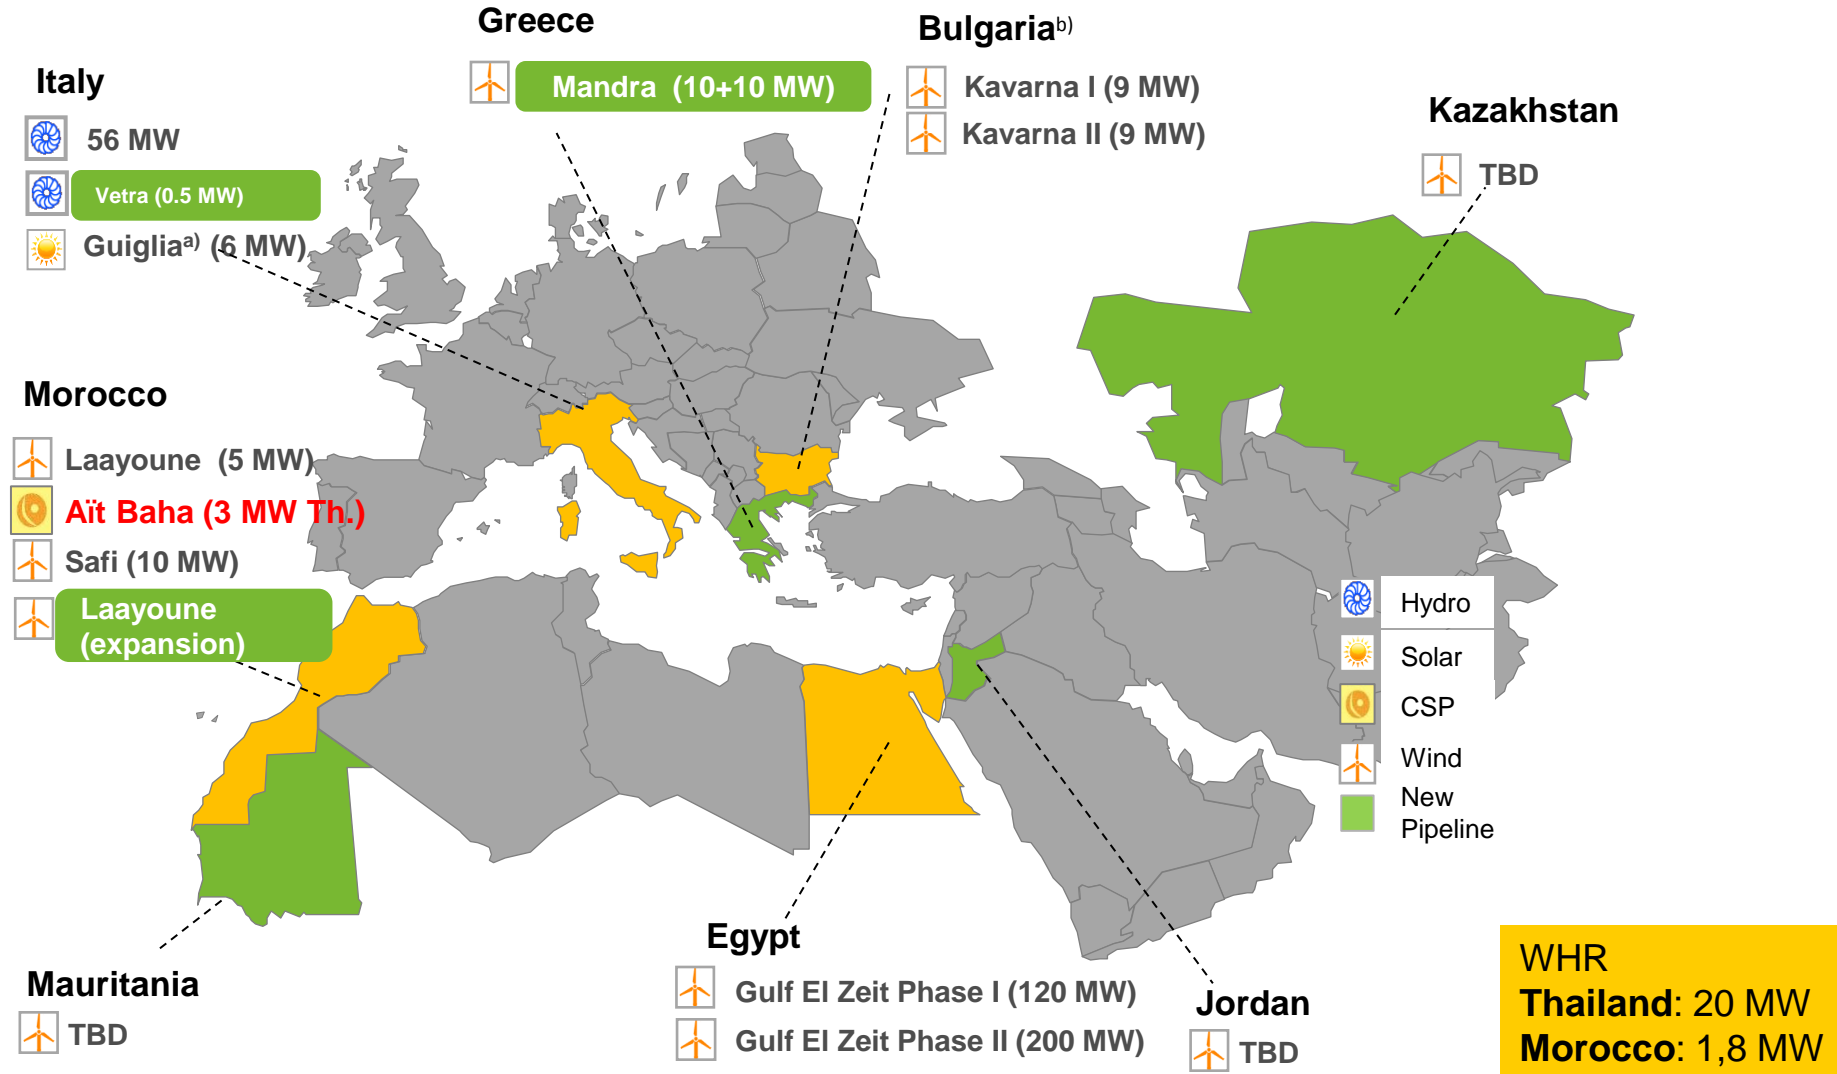 Greece
Mandra (10+10 MW)
Bulgariab)
Kavarna I (9 MW)
Kavarna II (9 MW)
Italy
56 MW
Vetra (0.5 MW)
Guigliaa) (6 MW)
Kazakhstan
TBD
Morocco
Laayoune (5 MW)
Aït Baha (3 MW Th.)
Safi (10 MW)
Laayoune
(expansion)
Hydro
Solar
CSP
Wind
New
Pipeline
Mauritania
TBD
Egypt
Gulf El Zeit Phase I (120 MW)
Gulf El Zeit Phase II (200 MW)
Jordan
TBD
WHR
Thailand: 20 MW
Morocco: 1,8 MW